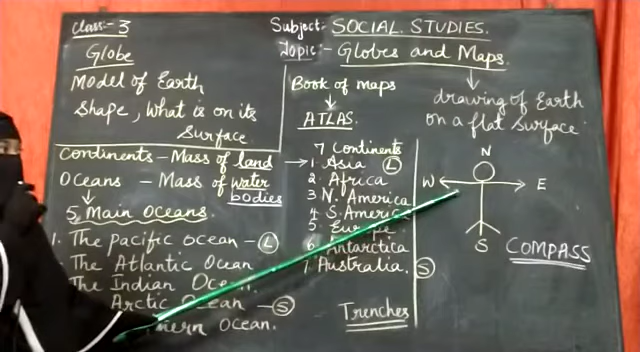 Class:- 3
Subject:- SOCIAL STUDIES.
Topic:- Globes and Maps.
Globe
Model of Earth
Shape, What is on its
Surface
Book of maps
ATLAS.
drawing of Earth
on a flat surface
Continents - Mass of land
Oceans - Mass of water
bodies
5, Main Oceans.
1. The pacific ocean - L
The Atlantic Ocean
The Indian
Arctic Ocean - S
Ocean.
7 Continents
1. Asia L
2. Africa
3 N. America
4 S. America
5. Europe
6. Antarctica
7. Australia. S
Trenches
N
W E
S
COMPASS